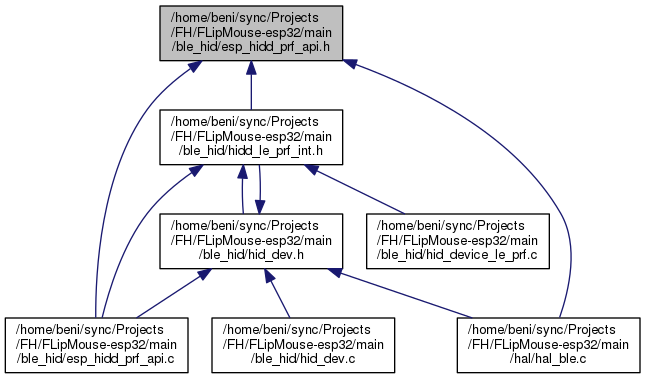 /home/beni/sync/Projects
/FH/FLipMouse-esp32/main
/ble_hid/esp_hidd_prf_api.h
/home/beni/sync/Projects
/FH/FLipMouse-esp32/main
/ble_hid/hidd_le_prf_int.h
/home/beni/sync/Projects
/FH/FLipMouse-esp32/main
/ble_hid/hid_dev.h
/home/beni/sync/Projects
/FH/FLipMouse-esp32/main
/ble_hid/hid_device_le_prf.c
/home/beni/sync/Projects
/FH/FLipMouse-esp32/main
/ble_hid/esp_hidd_prf_api.c
/home/beni/sync/Projects
/FH/FLipMouse-esp32/main
/ble_hid/hid_dev.c
/home/beni/sync/Projects
/FH/FLipMouse-esp32/main
/hal/hal_ble.c